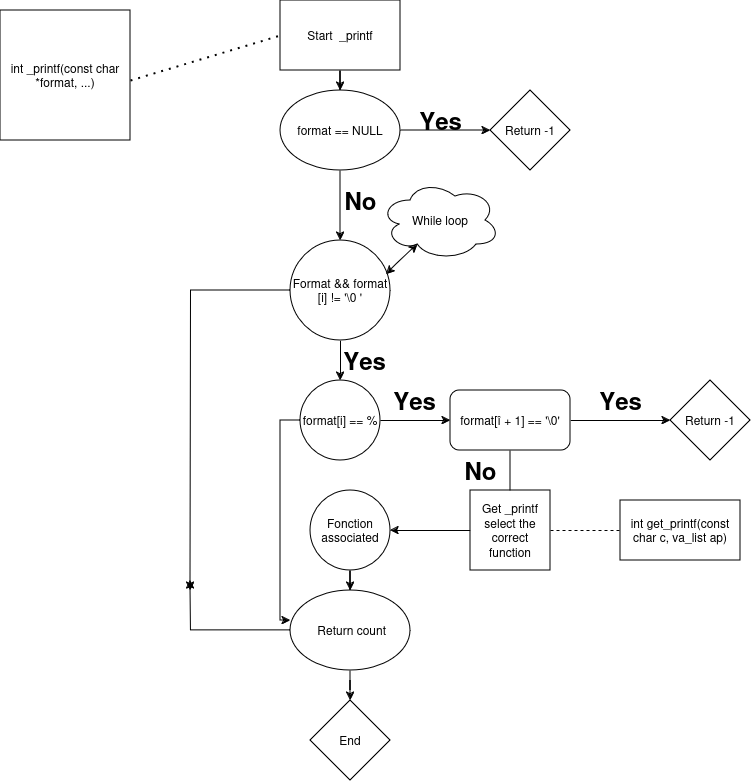 Start _printf
int _printf(const char
*format, ...)
format == NULL
Yes
Return -1
No
While loop
Format && format
[i] != '\0 '
Yes
format[i] == %
Yes
format[i + 1] == '\0'
Yes
Return -1
No
Get _printf
select the
correct
function
int get_printf(const
char c, va_list ap)
Fonction
associated
Return count
End